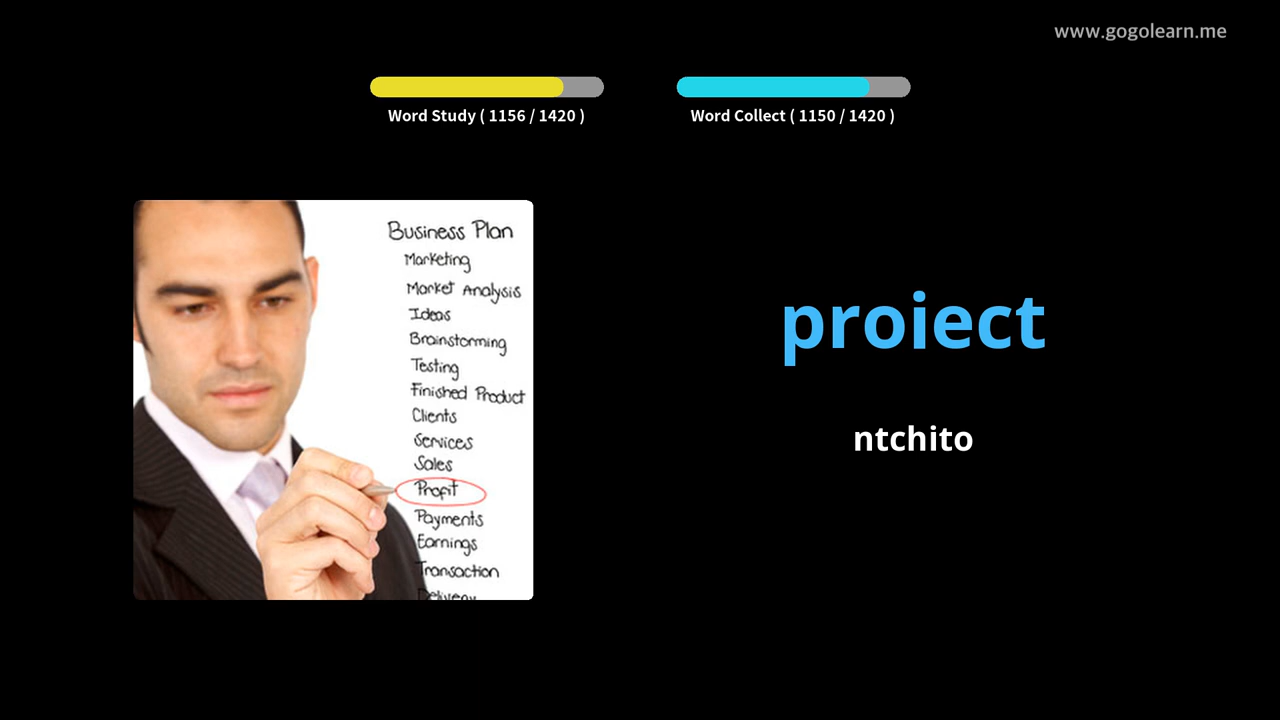 www.gogolearn.me
Word Study ( 1156 / 1420 )
Word Collect ( 1150 / 1420 )
Business Plan
Marketing
Market Analysis
Ideas
Brainstorming
Testing
Finished Product
Clients
Services
Sales
Profit
Payments
Earnings
Transaction
Delivery
proiect
ntchito